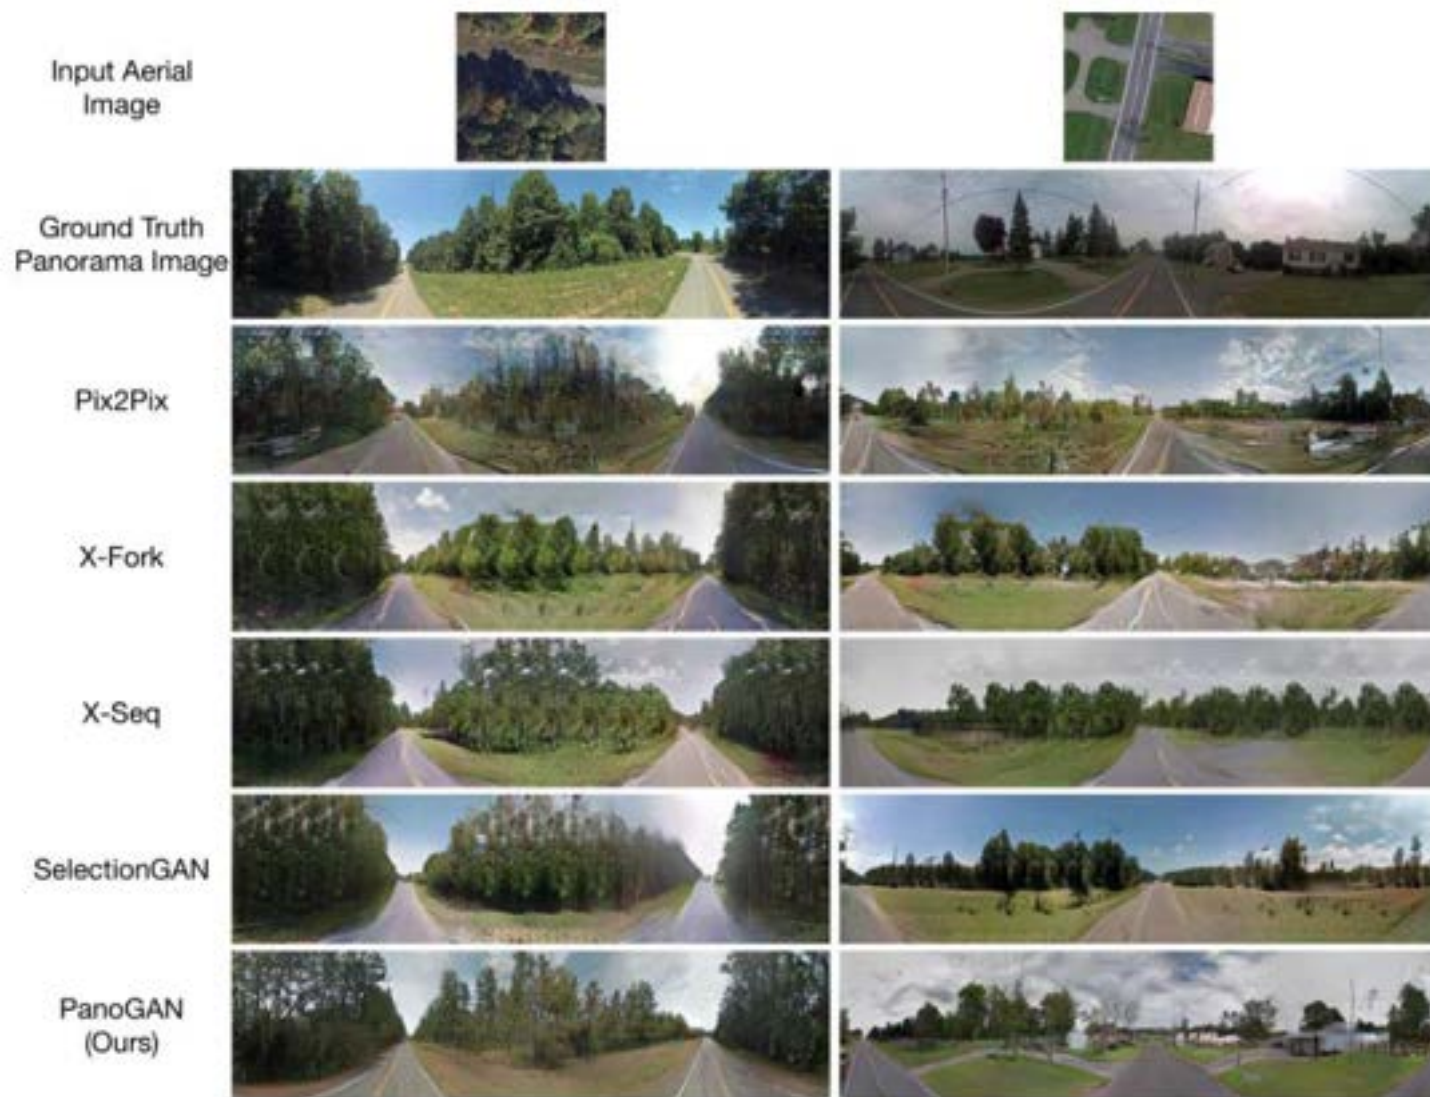 Input Aerial
Image
Ground Truth
Panorama Image
Pix2Pix
X-Fork
X-Seq
SelectionGAN
PanoGAN
(Ours)